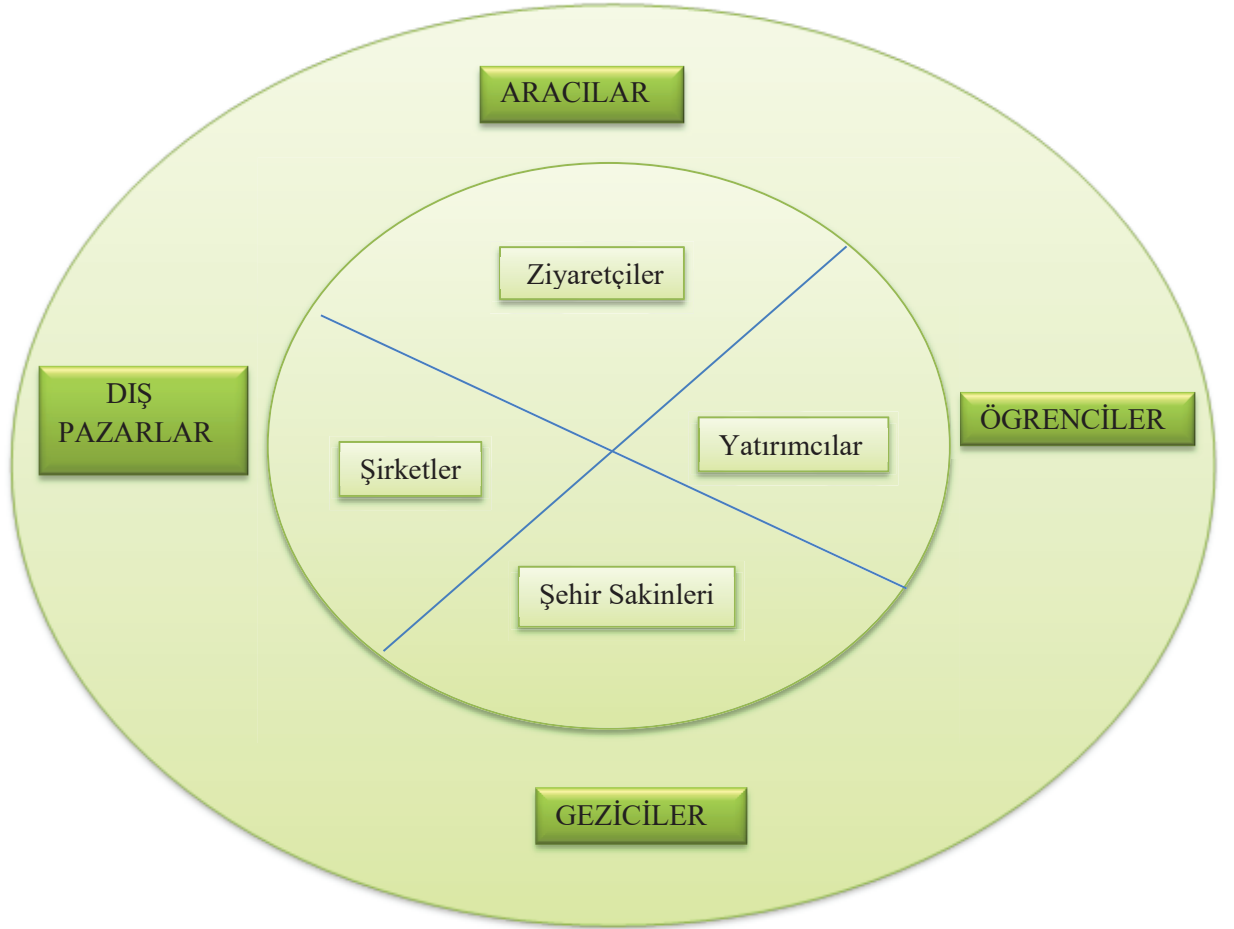 ARACILAR
Ziyaretçiler
DIŞ
PAZARLAR
ÖGRENCİLER
Yatırımcılar
Şirketler
Şehir Sakinleri
GEZİCİLER